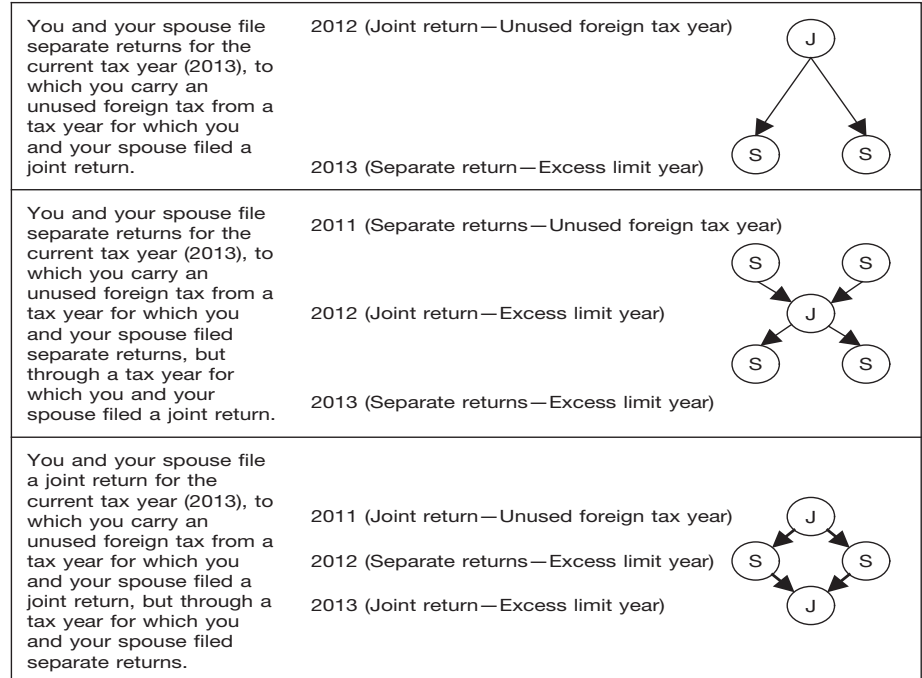 You and your spouse file
separate returns for the
current tax year (2013), to
which you carry an
unused foreign tax from a
tax year for which you
and your spouse filed a
joint return.
2012 (Joint return—Unused foreign tax year)
J
2013 (Separate return—Excess limit year)
S S
You and your spouse file
separate returns for the
current tax year (2013), to
which you carry an
unused foreign tax from a
tax year for which you
and your spouse filed
separate returns, but
through a tax year for
which you and your
spouse filed a joint return.
2011 (Separate returns—Unused foreign tax year)
S S
2012 (Joint return—Excess limit year)
J
S S
2013 (Separate returns—Excess limit year)
You and your spouse file
a joint return for the
current tax year (2013), to
which you carry an
unused foreign tax from a
tax year for which you
and your spouse filed a
joint return, but through a
tax year for which you
and your spouse filed
separate returns.
2011 (Joint return—Unused foreign tax year)
J
2012 (Separate returns—Excess limit year)
S S
2013 (Joint return—Excess limit year)
J